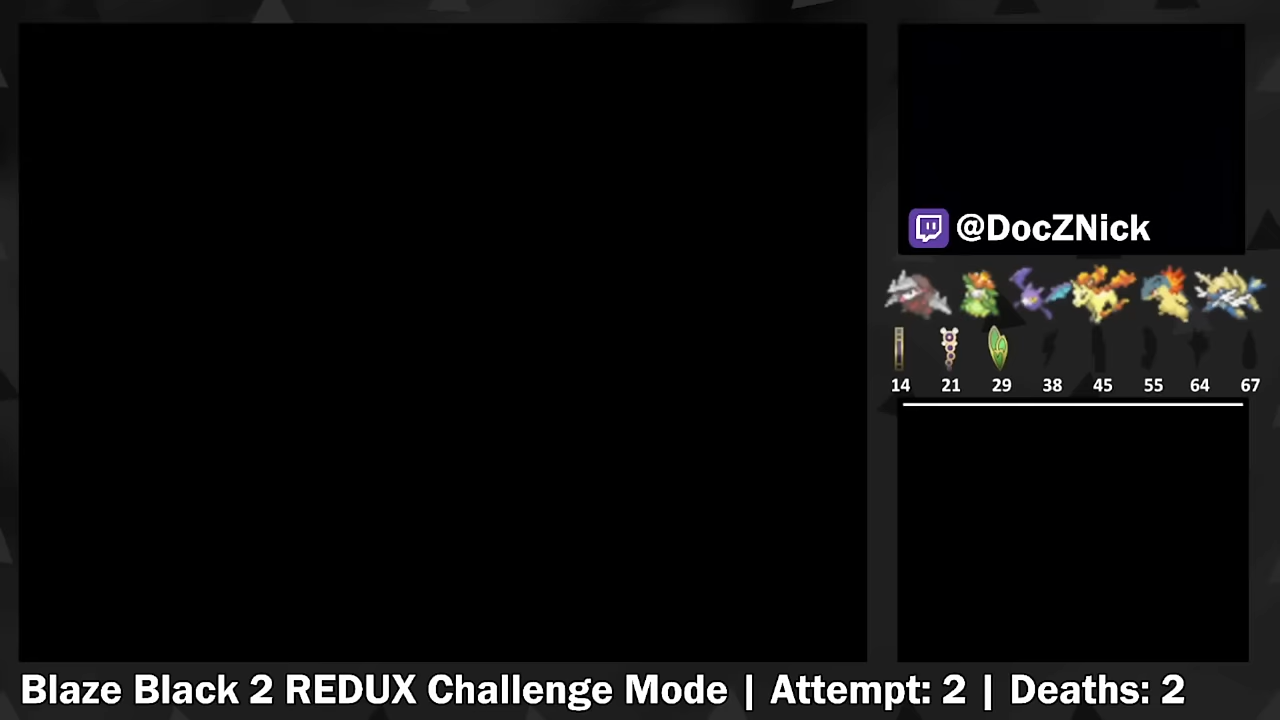 @DocZNick
14 21 29 38 45 55 64 67
Blaze Black 2 REDUX Challenge Mode | Attempt: 2 | Deaths: 2